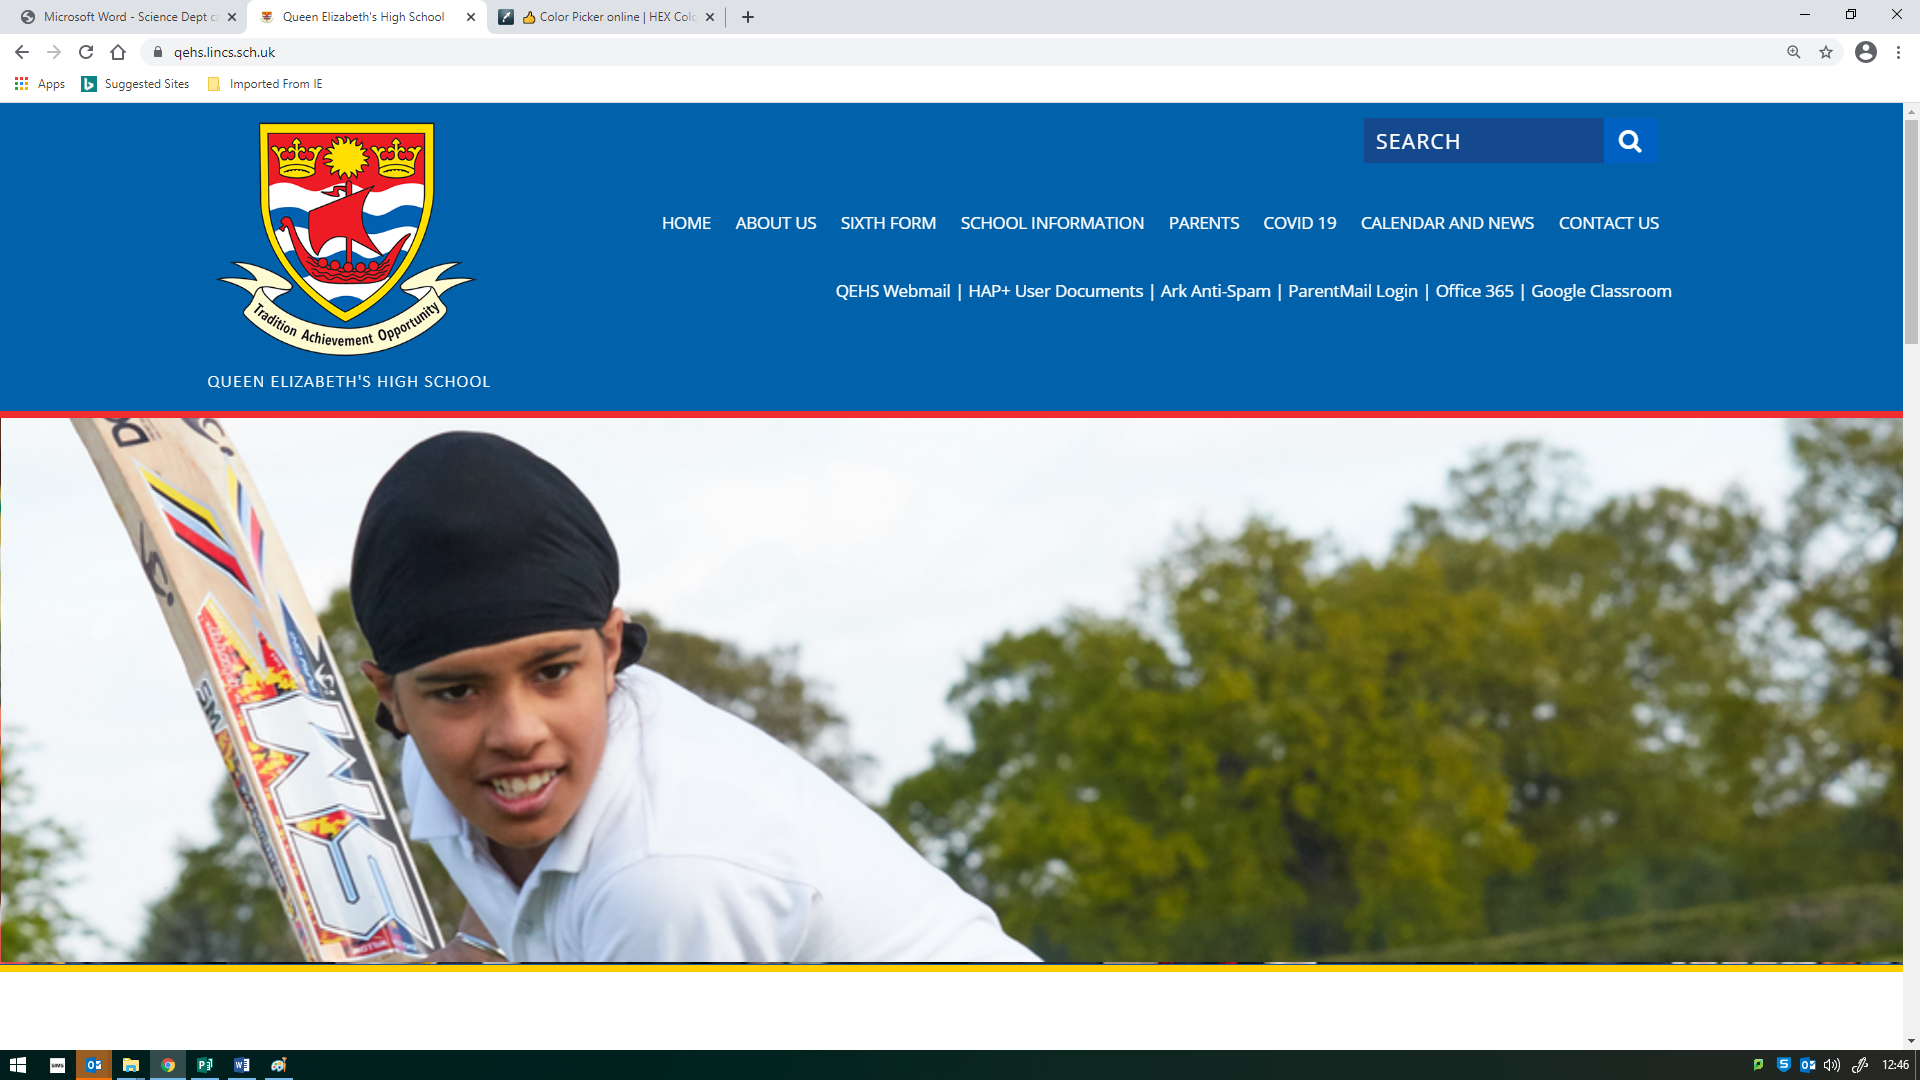 Microsoft Word - Science Dept c
Queen Elizabeth's High School
Color Picker online | HEX Colo
qehs.lincs.sch.uk
Apps Suggested Sites Imported From IE
SEARCH
HOME ABOUT US SIXTH FORM SCHOOL INFORMATION PARENTS COVID 19 CALENDAR AND NEWS CONTACT US
QEHS Webmail | HAP+ User Documents | Ark Anti-Spam | ParentMail Login | Office 365 | Google Classroom
Tradition Achievement Opportunity
QUEEN ELIZABETH'S HIGH SCHOOL
SM
SIMS
12:46